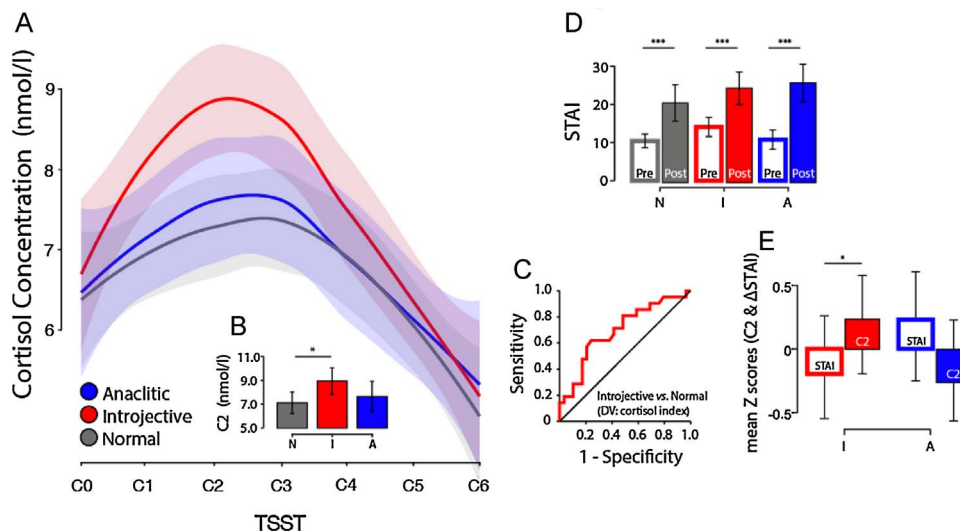 A
Cortisol Concentration (nmol/l)
9
8
7
6
Anaclitic
Introjective
Normal
C0 C1 C2 C3 C4 C5 C6
TSST
B
C2 (nmol/l)
11.0
9.0
7.0
5.0
*
N I A
C
Sensitivity
1.0
0.8
0.6
0.4
0.2
0
Introjective vs. Normal
(DV: cortisol index)
0.2 0.4 0.6 0.8 1.0
1 - Specificity
D
STAI
30
20
10
0
*** *** ***
Pre Post Pre Post Pre Post
N I A
E
mean Z scores (C2 & ΔSTAI)
0.5
0
-0.5
*
STAI C2 STAI C2
I A